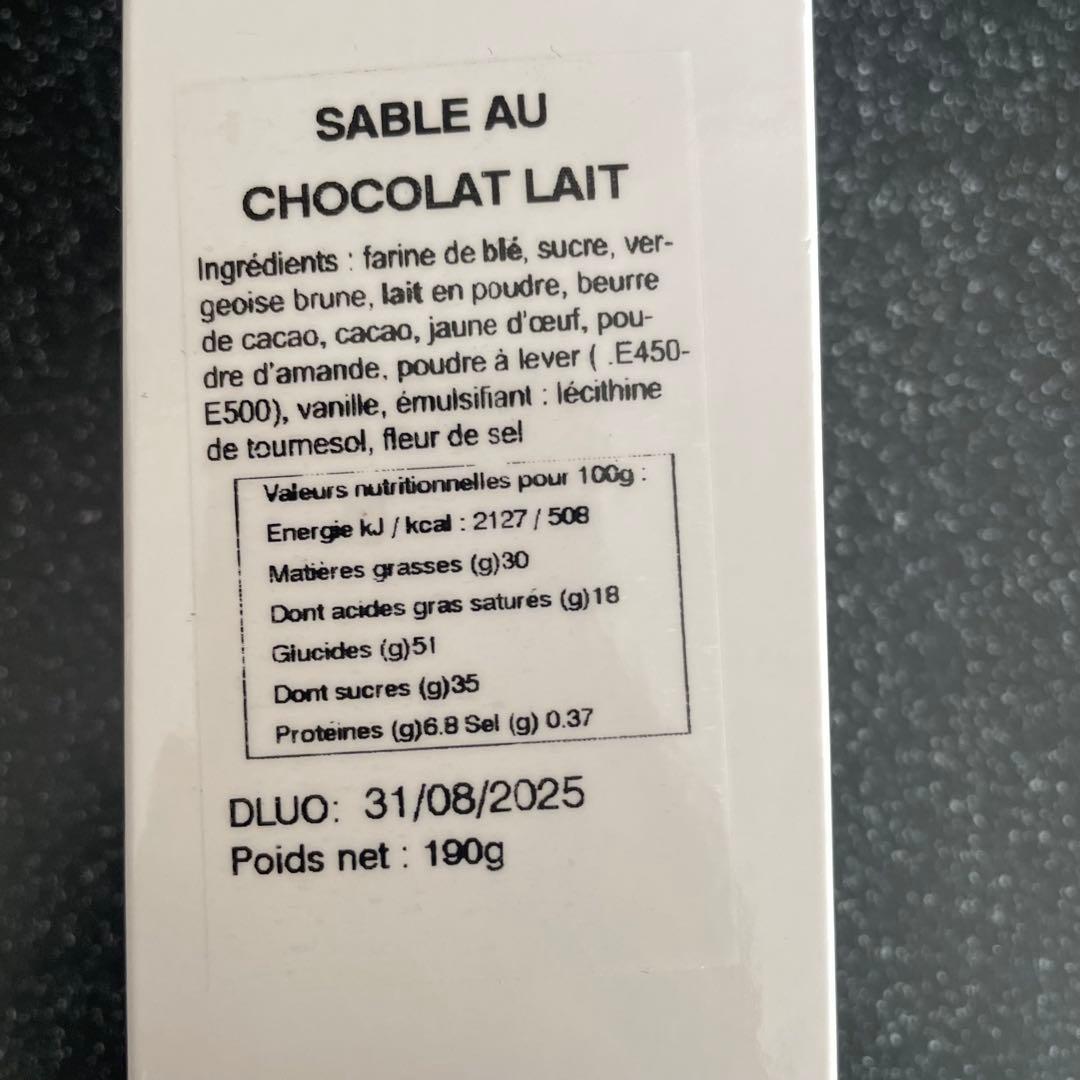 SABLE AU
CHOCOLAT LAIT
Ingrédients : farine de blé, sucre, ver-
geoise brune, lait en poudre, beurre
de cacao, cacao, jaune d'œuf, pou-
dre d'amande, poudre à lever ( .E450-
E500), vanille, émulsifiant : lécithine
de tournesol, fleur de sel
Valeurs nutritionnelles pour 100g :
Energie kJ / kcal : 2127 / 508
Matières grasses (g)30
Dont acides gras saturés (g)18
Glucides (g)51
Dont sucres (g)35
Protéines (g)6.8 Sel (g) 0.37
DLUO: 31/08/2025
Poids net : 190g